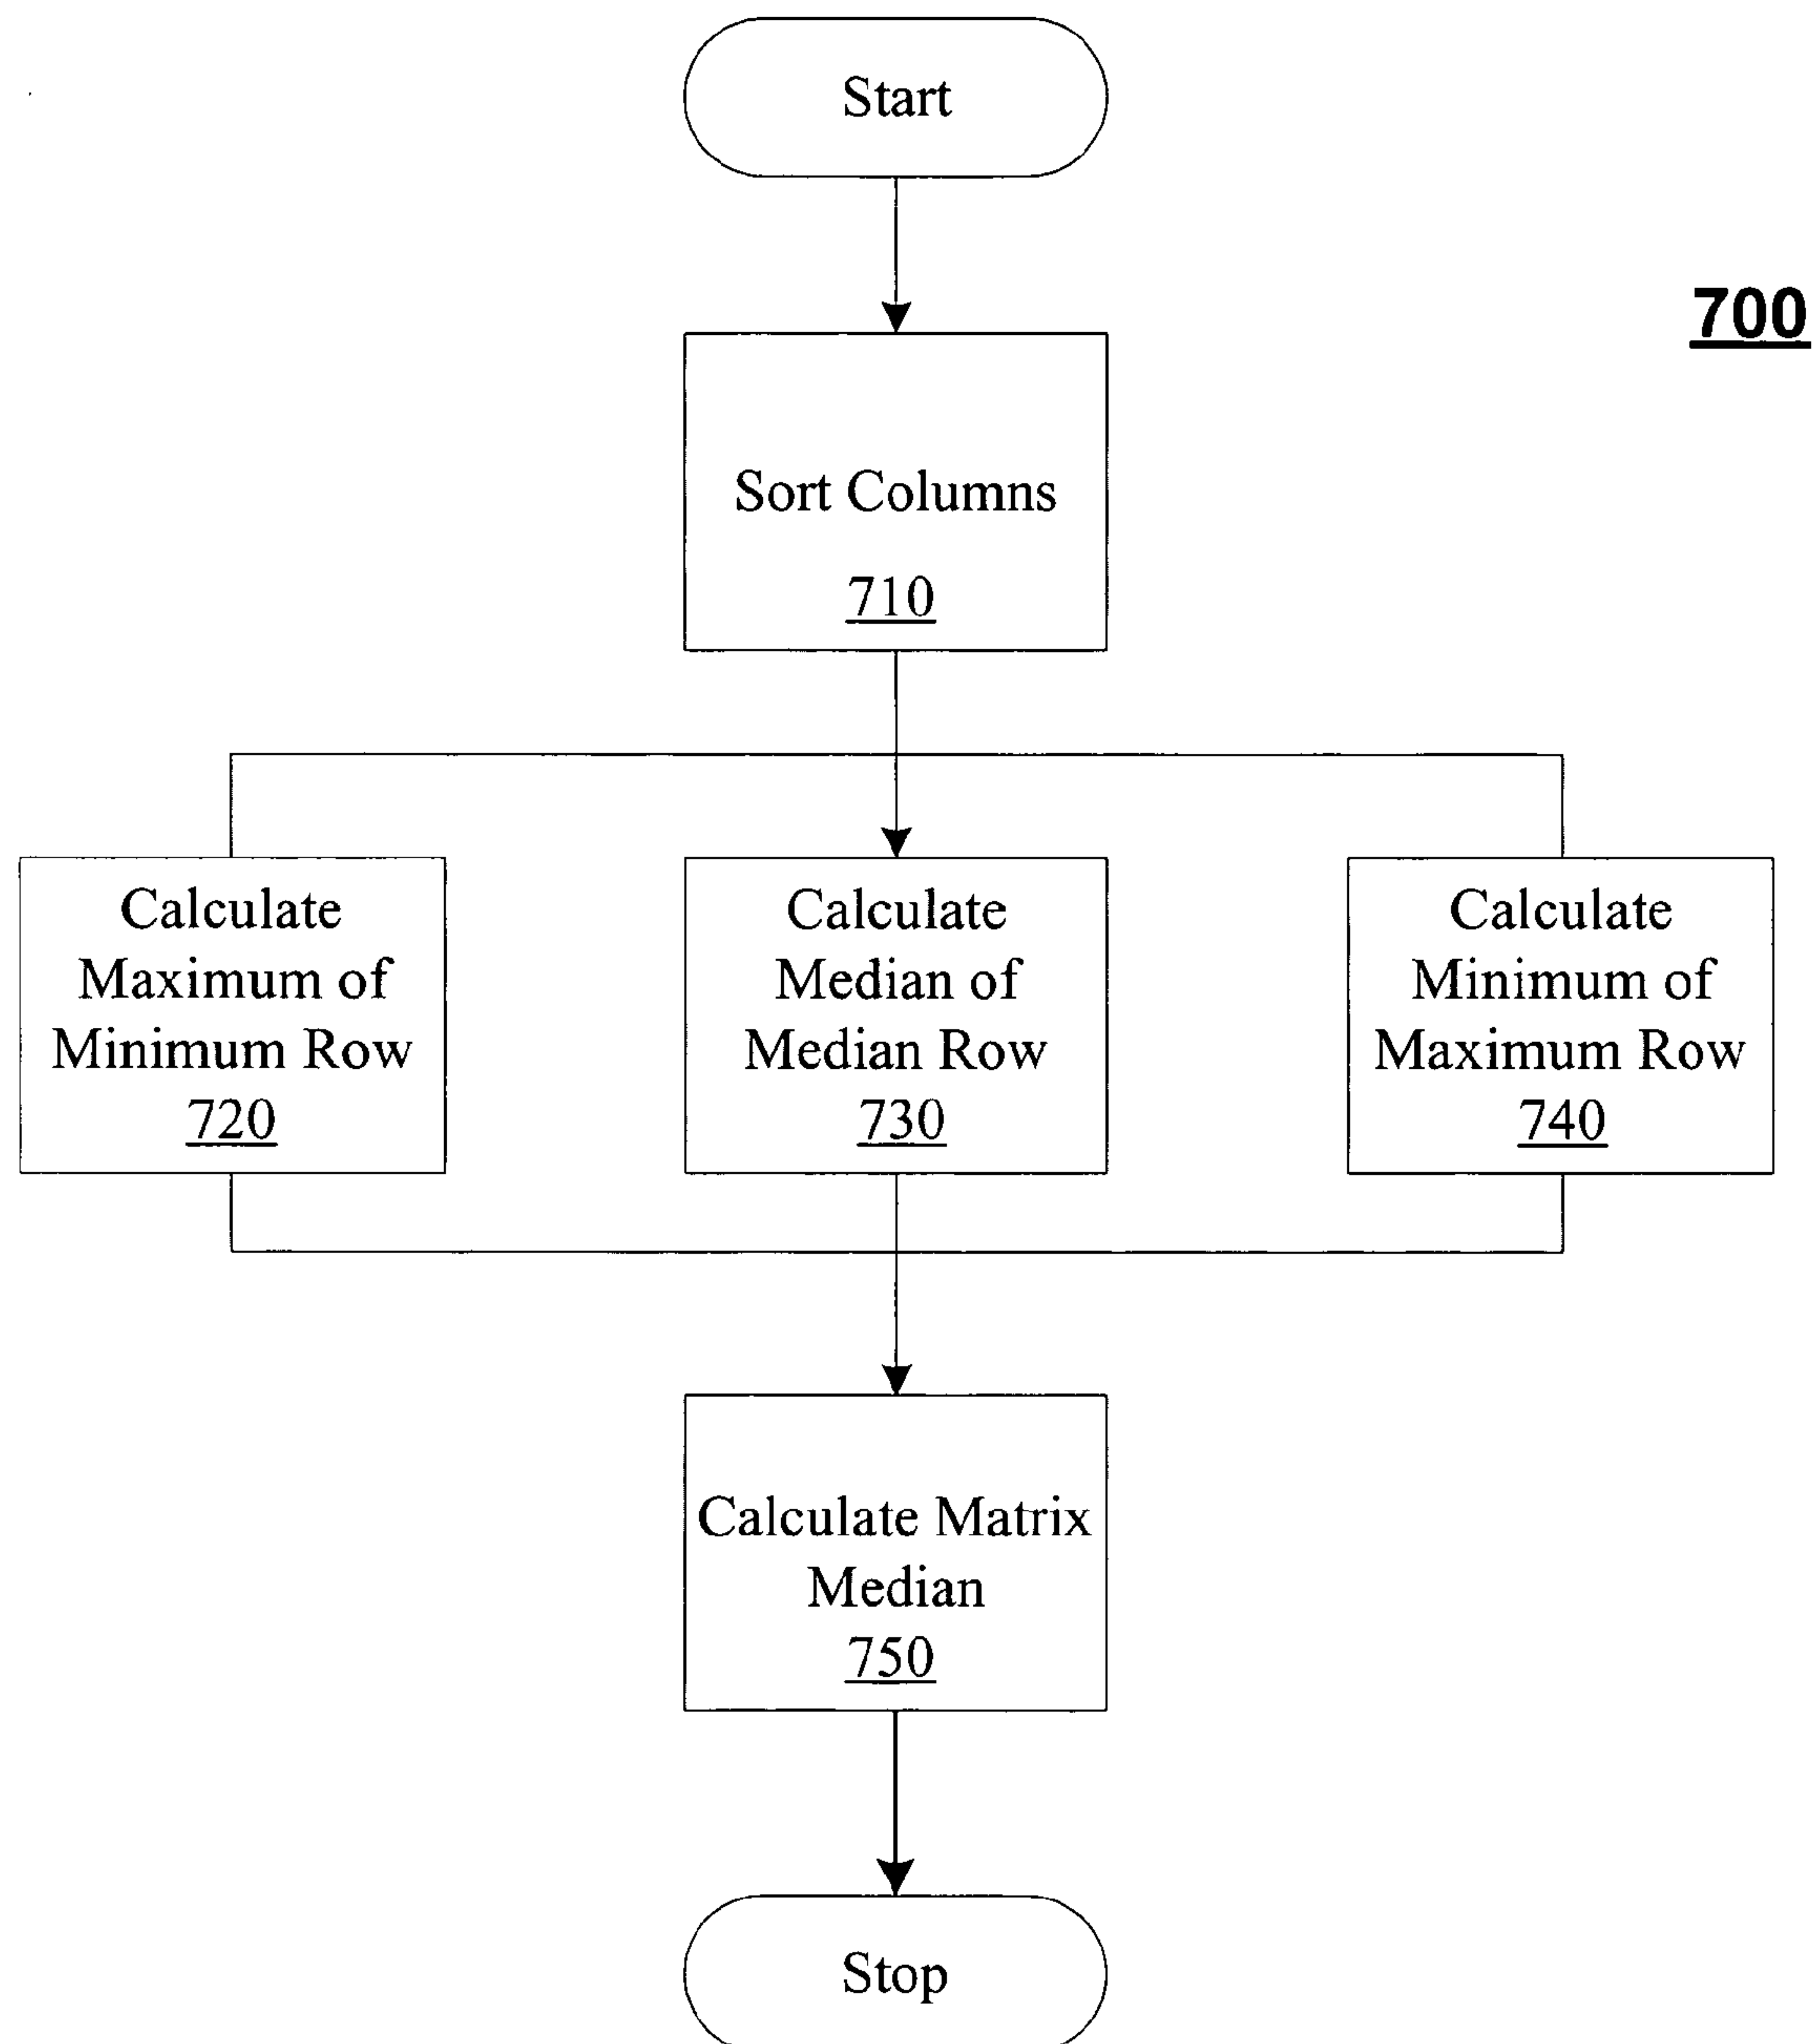 Start
700
Sort Columns
710
Calculate
Maximum of
Minimum Row
720
Calculate
Median of
Median Row
730
Calculate
Minimum of
Maximum Row
740
Calculate Matrix
Median
750
Stop